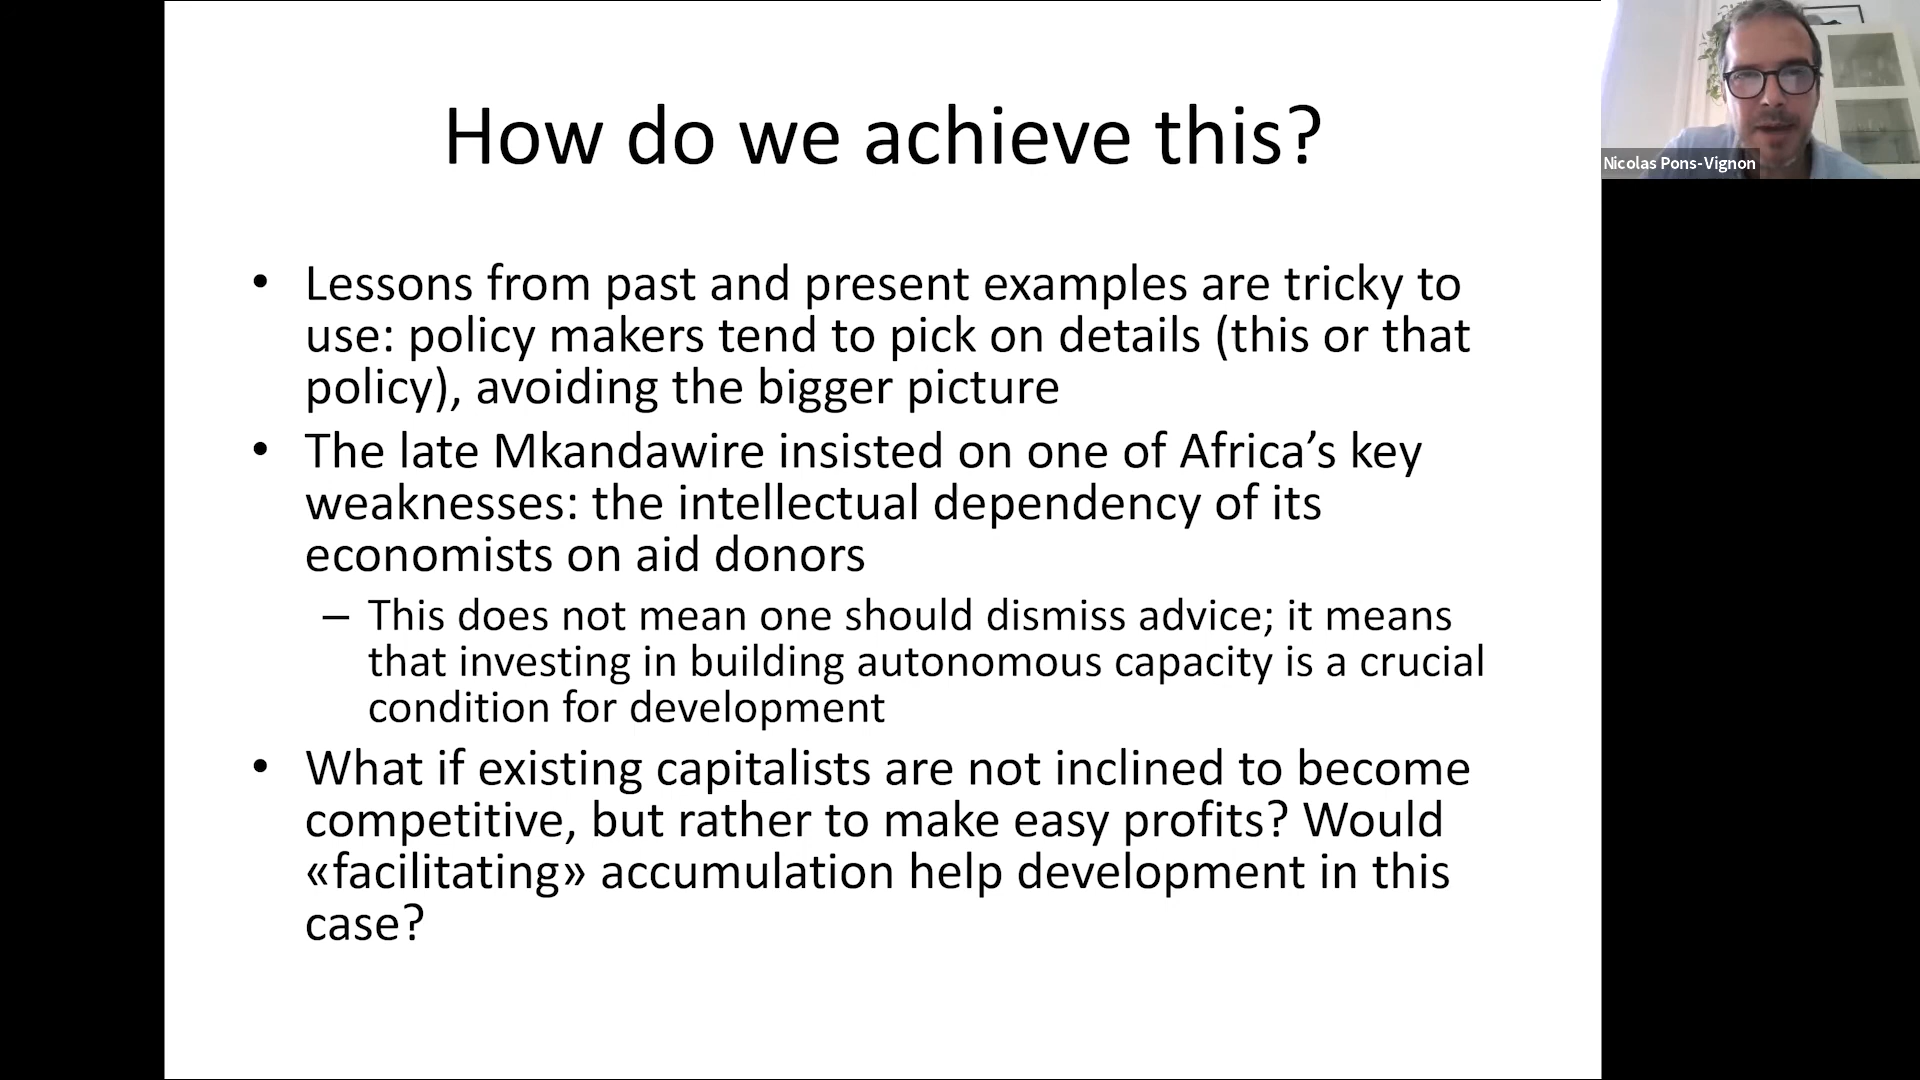 How do we achieve this?
• Lessons from past and present examples are tricky to
use: policy makers tend to pick on details (this or that
policy), avoiding the bigger picture
• The late Mkandawire insisted on one of Africa’s key
weaknesses: the intellectual dependency of its
economists on aid donors
– This does not mean one should dismiss advice; it means
that investing in building autonomous capacity is a crucial
condition for development
• What if existing capitalists are not inclined to become
competitive, but rather to make easy profits? Would
«facilitating» accumulation help development in this
case?
Nicolas Pons-Vignon